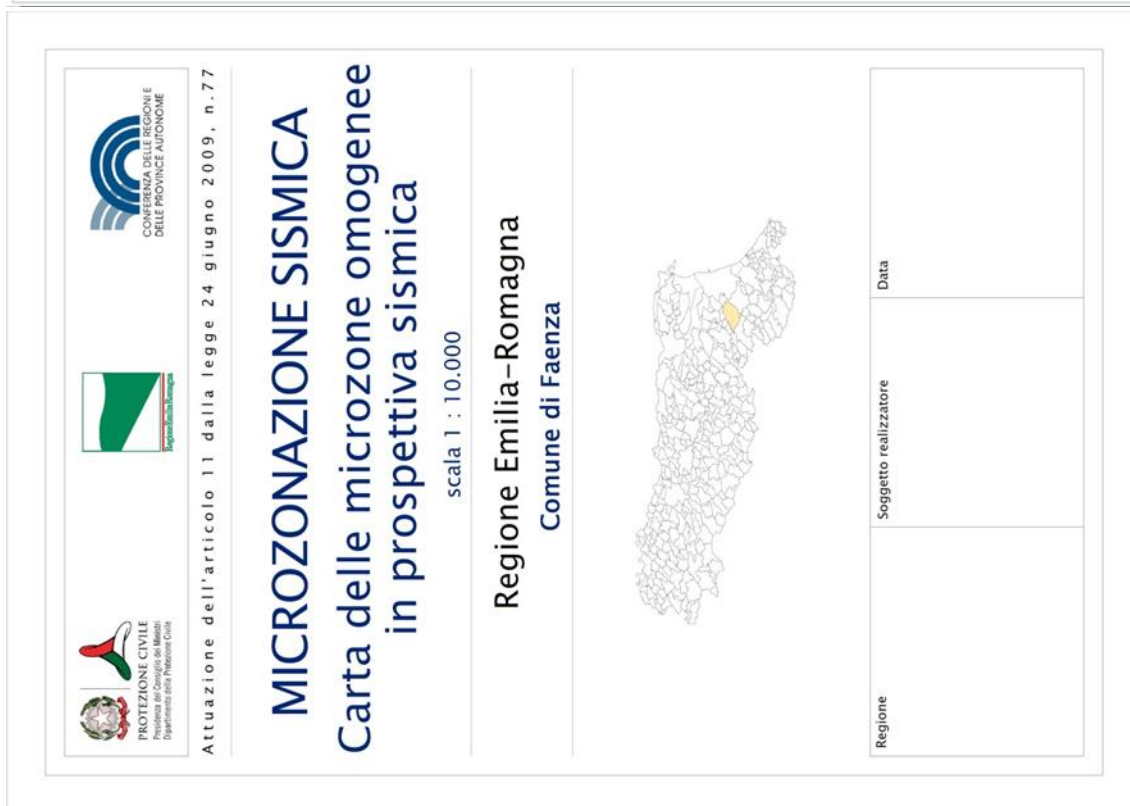 PROTEZIONE CIVILE
Presidenza del Consiglio dei Ministri
Dipartimento della Protezione Civile
RegioneEmiliaRomagna
CONFERENZA DELLE REGIONI E
DELLE PROVINCE AUTONOME
Attuazione dell'articolo 11 dalla legge 24 giugno 2009, n.77
MICROZONAZIONE SISMICA
Carta delle microzone omogenee
in prospettiva sismica
scala 1 : 10.000
Regione Emilia-Romagna
Comune di Faenza
Regione
Soggetto realizzatore
Data